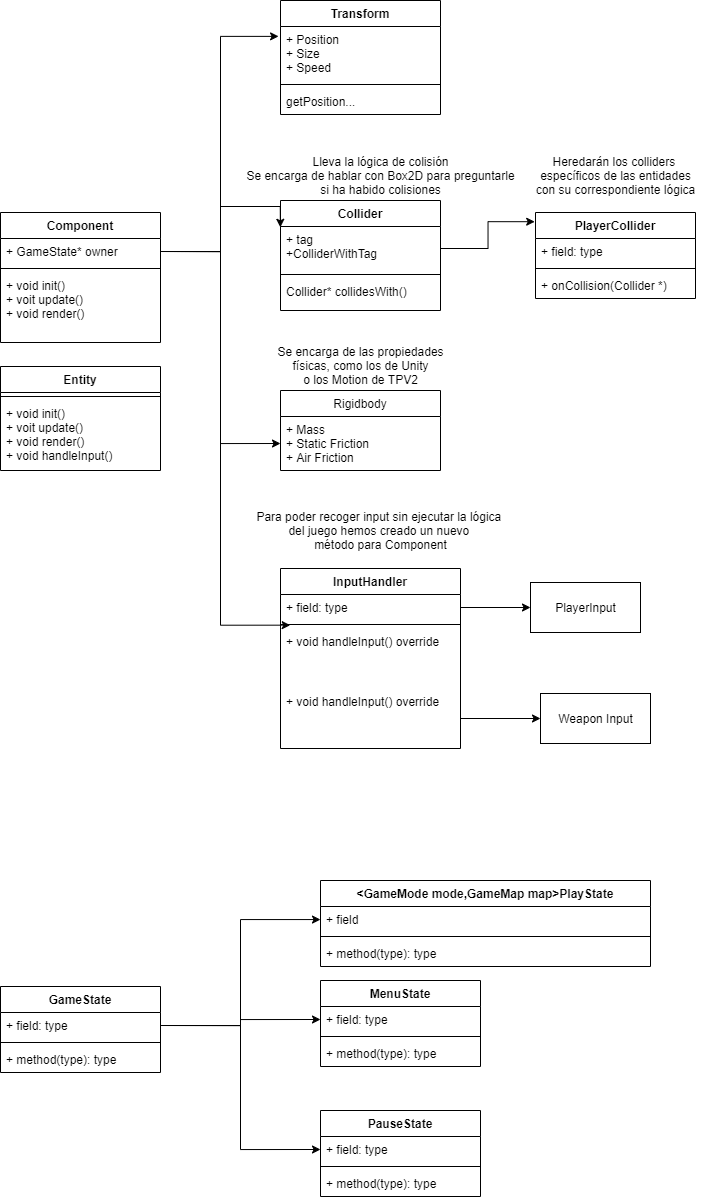 Transform
+ Position
+ Size
+ Speed
getPosition...
Lleva la lógica de colisión
Se encarga de hablar con Box2D para preguntarle
si ha habido colisiones
Heredarán los colliders
específicos de las entidades
con su correspondiente lógica
Component
+ GameState* owner
+ void init()
+ voit update()
+ void render()
Collider
+ tag
+ColliderWithTag
Collider* collidesWith()
PlayerCollider
+ field: type
+ onCollision(Collider *)
Entity
+ void init()
+ voit update()
+ void render()
+ void handleInput()
Se encarga de las propiedades
físicas, como los de Unity
o los Motion de TPV2
Rigidbody
+ Mass
+ Static Friction
+ Air Friction
Para poder recoger input sin ejecutar la lógica
del juego hemos creado un nuevo
método para Component
InputHandler
+ field: type
+ void handleInput() override
+ void handleInput() override
PlayerInput
Weapon Input
<GameMode mode,GameMap map>PlayState
+ field
+ method(type): type
GameState
+ field: type
+ method(type): type
MenuState
+ field: type
+ method(type): type
PauseState
+ field: type
+ method(type): type